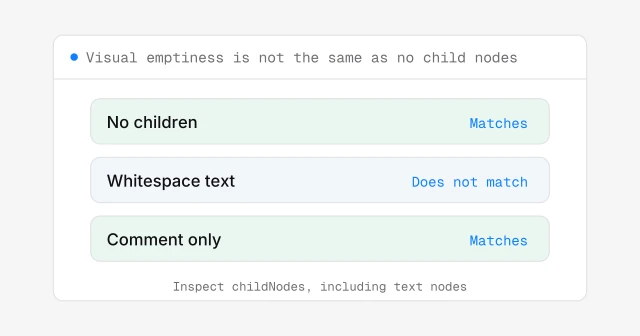 Visual emptiness is not the same as no child nodes
No children Matches
Whitespace text Does not match
Comment only Matches
Inspect childNodes, including text nodes